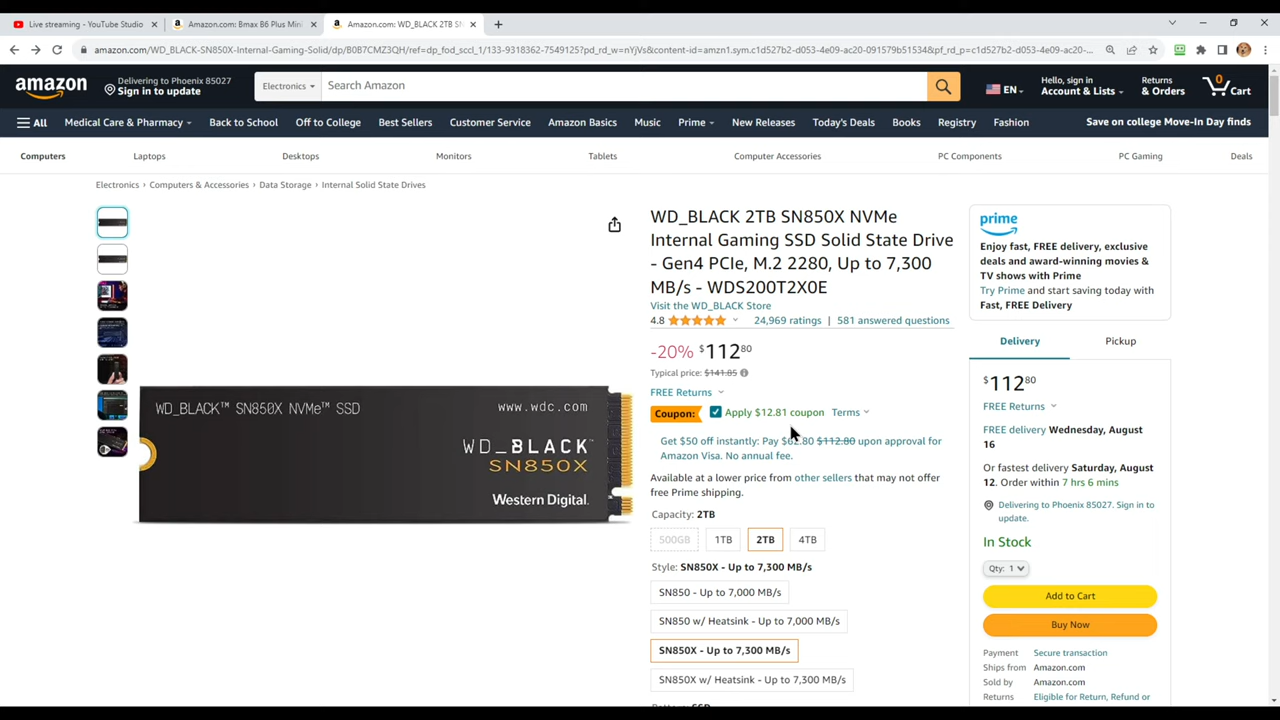 Live streaming - YouTube Studio
Amazon.com: Bmax B6 Plus Mini
Amazon.com: WD_BLACK 2TB SN
amazon.com/WD_BLACK-SN850X-Internal-Gaming-Solid/dp/B0B7CMZ3QH/ref=dp_fod_sccl_1/133-9318362-7549125?pd_rd_w=nYjVs&content-id=amzn1.sym.c1d527b2-d053-4e09-ac20-091579b51534&pf_rd_p=c1d527b2-d053-4e09-ac20-...
amazon
Delivering to Phoenix 85027
Sign in to update
Electronics
Search Amazon
EN
Hello, sign in
Account & Lists
Returns
& Orders
0
Cart
All
Medical Care & Pharmacy
Back to School
Off to College
Best Sellers
Customer Service
Amazon Basics
Music
Prime
New Releases
Today's Deals
Books
Registry
Fashion
Save on college Move-In Day finds
Computers
Laptops
Desktops
Monitors
Tablets
Computer Accessories
PC Components
PC Gaming
Deals
Electronics › Computers & Accessories › Data Storage › Internal Solid State Drives
WD_BLACK™ SN850X NVMe™ SSD
www.wdc.com
WD_BLACK™
SN850X
Western Digital.
WD_BLACK 2TB SN850X NVMe
Internal Gaming SSD Solid State Drive
- Gen4 PCIe, M.2 2280, Up to 7,300
MB/s - WDS200T2X0E
Visit the WD_BLACK Store
4.8
24,969 ratings | 581 answered questions
-20% $112 80
Typical price: $141.85
FREE Returns
Coupon: Apply $12.81 coupon Terms
Get $50 off instantly: Pay $62.80 $112.80 upon approval for
Amazon Visa. No annual fee.
Available at a lower price from other sellers that may not offer
free Prime shipping.
Capacity: 2TB
500GB
1TB
2TB
4TB
Style: SN850X - Up to 7,300 MB/s
SN850 - Up to 7,000 MB/s
SN850 w/ Heatsink - Up to 7,000 MB/s
SN850X - Up to 7,300 MB/s
SN850X w/ Heatsink - Up to 7,300 MB/s
prime
Enjoy fast, FREE delivery, exclusive
deals and award-winning movies &
TV shows with Prime
Try Prime and start saving today with
Fast, FREE Delivery
Delivery
Pickup
$112 80
FREE Returns
FREE delivery Wednesday, August
16
Or fastest delivery Saturday, August
12. Order within 7 hrs 6 mins
Delivering to Phoenix 85027. Sign in to
update.
In Stock
Qty: 1
Add to Cart
Buy Now
Payment Secure transaction
Ships from Amazon.com
Sold by Amazon.com
Returns Eligible for Return, Refund or